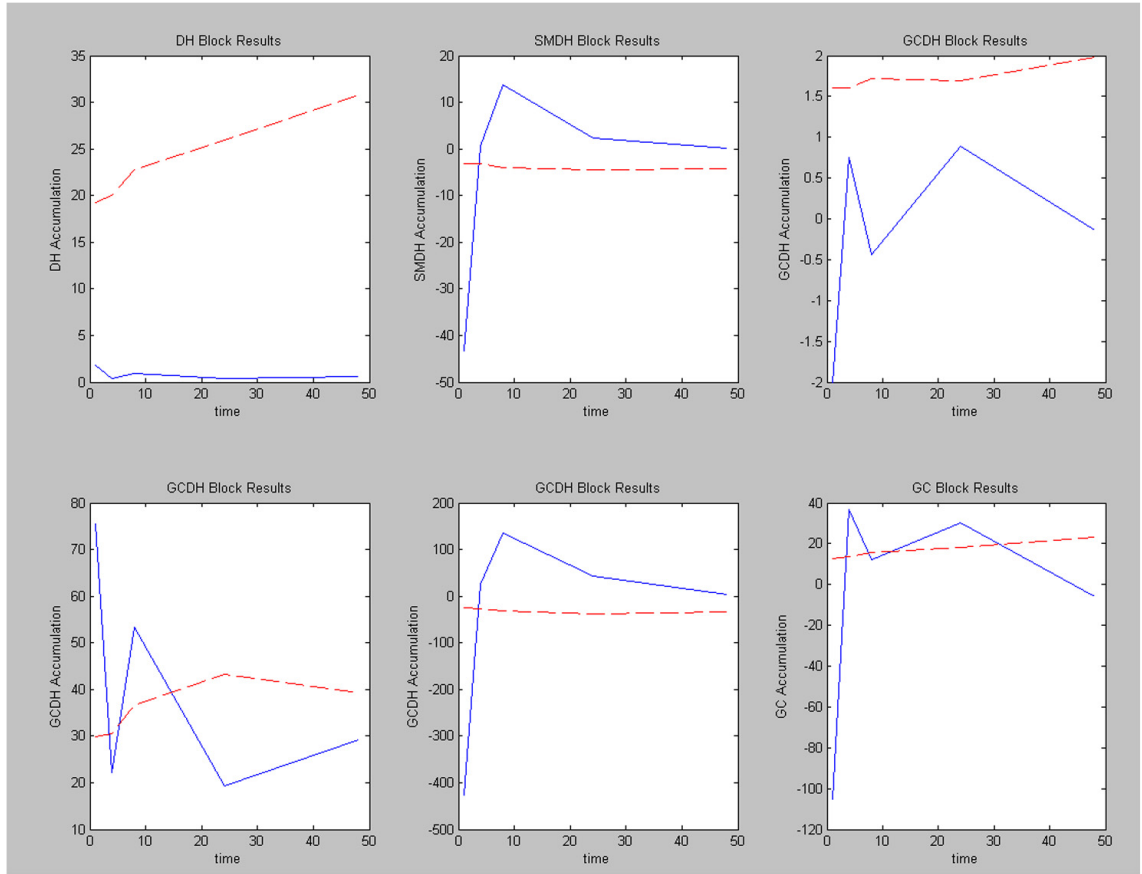 DH Block Results
35
30
25
20
15
10
5
0
DH Accumulation
0 10 20 30 40 50
time
SMDH Block Results
20
10
0
-10
-20
-30
-40
-50
SMDH Accumulation
0 10 20 30 40 50
time
GCDH Block Results
2
1.5
1
0.5
0
-0.5
-1
-1.5
-2
GCDH Accumulation
0 10 20 30 40 50
time
GCDH Block Results
80
70
60
50
40
30
20
10
GCDH Accumulation
0 10 20 30 40 50
time
GCDH Block Results
200
100
0
-100
-200
-300
-400
-500
GCDH Accumulation
0 10 20 30 40 50
time
GC Block Results
40
20
0
-20
-40
-60
-80
-100
-120
GC Accumulation
0 10 20 30 40 50
time